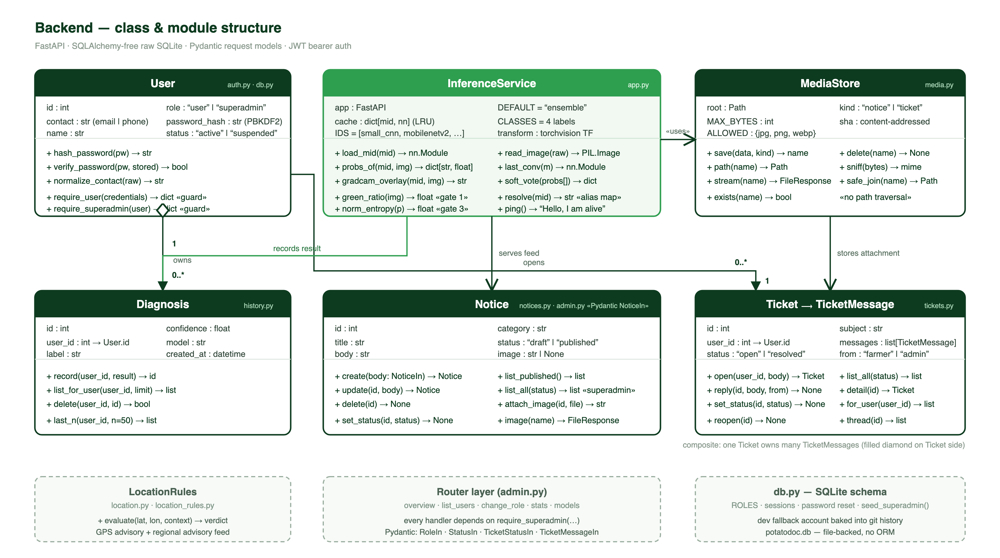 Backend — class & module structure
FastAPI · SQLAlchemy-free raw SQLite · Pydantic request models · JWT bearer auth
User auth.py · db.py
id : int role : “user” | “superadmin”
contact : str (email | phone) password_hash : str (PBKDF2)
name : str status : “active” | “suspended”
+ hash_password(pw) → str
+ verify_password(pw, stored) → bool
+ normalize_contact(raw) → str
+ require_user(credentials) → dict «guard»
+ require_superadmin(user) → dict «guard»
InferenceService app.py
app : FastAPI DEFAULT = “ensemble”
cache : dict[mid, nn] (LRU) CLASSES = 4 labels
IDS = [small_cnn, mobilenetv2, …] transform : torchvision TF
+ load_mid(mid) → nn.Module + read_image(raw) → PIL.Image
+ probs_of(mid, img) → dict[str, float] + last_conv(m) → nn.Module
+ gradcam_overlay(mid, img) → str + soft_vote(probs[]) → dict
+ green_ratio(img) → float «gate 1» + resolve(mid) → str «alias map»
+ norm_entropy(p) → float «gate 3» + ping() → “Hello, I am alive”
«uses»
MediaStore media.py
root : Path kind : “notice” | “ticket”
MAX_BYTES : int sha : content-addressed
ALLOWED : {jpg, png, webp}
+ save(data, kind) → name + delete(name) → None
+ path(name) → Path + sniff(bytes) → mime
+ stream(name) → FileResponse + safe_join(name) → Path
+ exists(name) → bool «no path traversal»
1
records result
owns
0..*
serves feed
opens
0..*
1
stores attachment
Diagnosis history.py
id : int confidence : float
user_id : int → User.id model : str
label : str created_at : datetime
+ record(user_id, result) → id
+ list_for_user(user_id, limit) → list
+ delete(user_id, id) → bool
+ last_n(user_id, n=50) → list
Notice notices.py · admin.py «Pydantic NoticeIn»
id : int category : str
title : str status : “draft” | “published”
body : str image : str | None
+ create(body: NoticeIn) → Notice + list_published() → list
+ update(id, body) → Notice + list_all(status) → list «superadmin»
+ delete(id) → None + attach_image(id, file) → str
+ set_status(id, status) → None + image(name) → FileResponse
Ticket → TicketMessage tickets.py
id : int subject : str
user_id : int → User.id messages : list[TicketMessage]
status : “open” | “resolved” from : “farmer” | “admin”
+ open(user_id, body) → Ticket + list_all(status) → list
+ reply(id, body, from) → None + detail(id) → Ticket
+ set_status(id, status) → None + for_user(user_id) → list
+ reopen(id) → None + thread(id) → list
composite: one Ticket owns many TicketMessages (filled diamond on Ticket side)
LocationRules
location.py · location_rules.py
+ evaluate(lat, lon, context) → verdict
GPS advisory + regional advisory feed
Router layer (admin.py)
overview · list_users · change_role · stats · models
every handler depends on require_superadmin(…)
Pydantic: RoleIn · StatusIn · TicketStatusIn · TicketMessageIn
db.py — SQLite schema
ROLES · sessions · password reset · seed_superadmin()
dev fallback account baked into git history
potatodoc.db — file-backed, no ORM